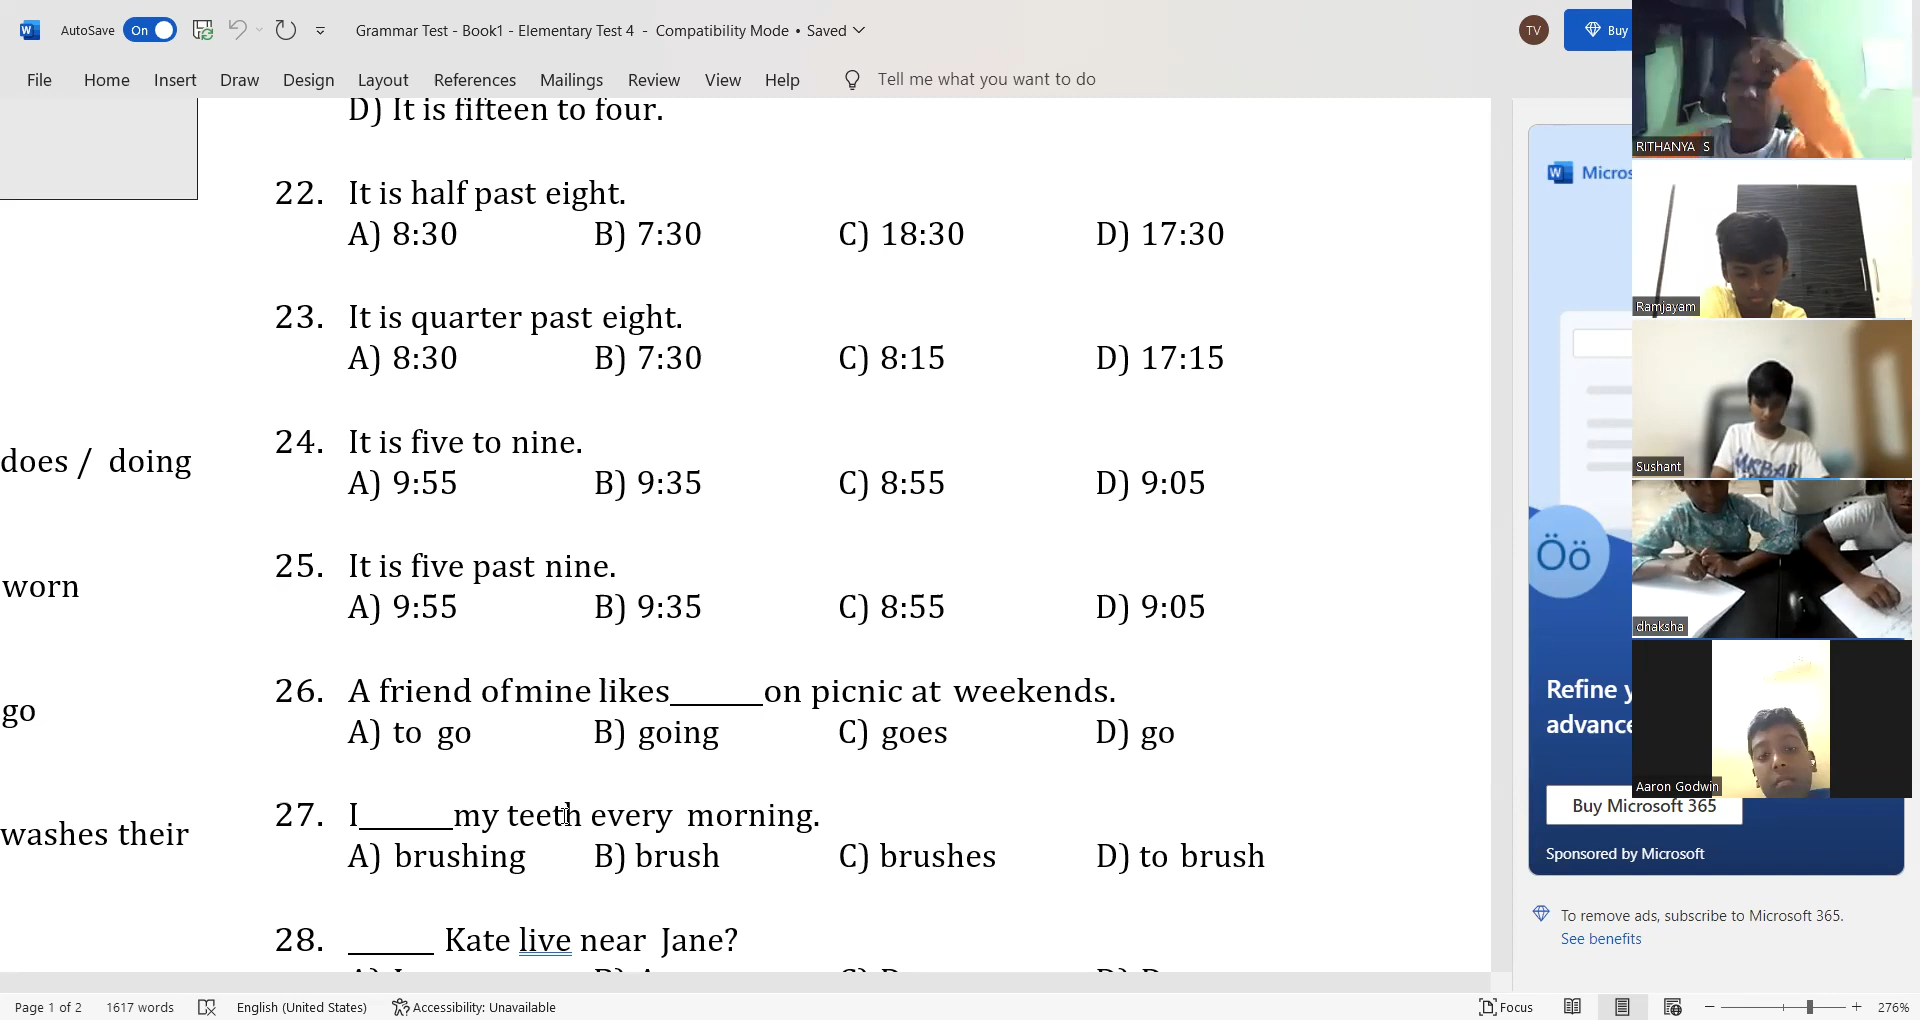 AutoSave On Grammar Test - Book1 - Elementary Test 4 - Compatibility Mode • Saved TV Buy
File Home Insert Draw Design Layout References Mailings Review View Help Tell me what you want to do
D) It is fifteen to four.
22. It is half past eight.
A) 8:30 B) 7:30 C) 18:30 D) 17:30
23. It is quarter past eight.
A) 8:30 B) 7:30 C) 8:15 D) 17:15
does / doing
24. It is five to nine.
A) 9:55 B) 9:35 C) 8:55 D) 9:05
worn
25. It is five past nine.
A) 9:55 B) 9:35 C) 8:55 D) 9:05
go
26. A friend of mine likes______on picnic at weekends.
A) to go B) going C) goes D) go
washes their
27. I______my teeth every morning.
A) brushing B) brush C) brushes D) to brush
28. ______ Kate live near Jane?
Micros
Öö
Refine y
advance
Buy Microsoft 365
Sponsored by Microsoft
To remove ads, subscribe to Microsoft 365.
See benefits
RITHANYA S
Ramjayam
Sushant
dhaksha
Aaron Godwin
Page 1 of 2 1617 words English (United States) Accessibility: Unavailable Focus 276%